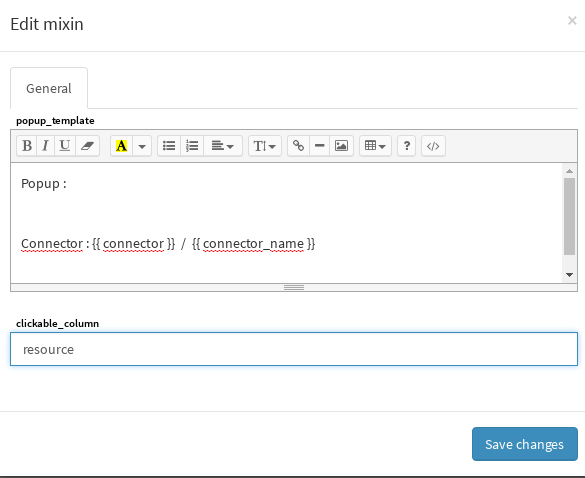 Edit mixin
×
General
popup_template
B I U A T ? </>
Popup :
Connector : {{ connector }} / {{ connector_name }}
clickable_column
resource
Save changes